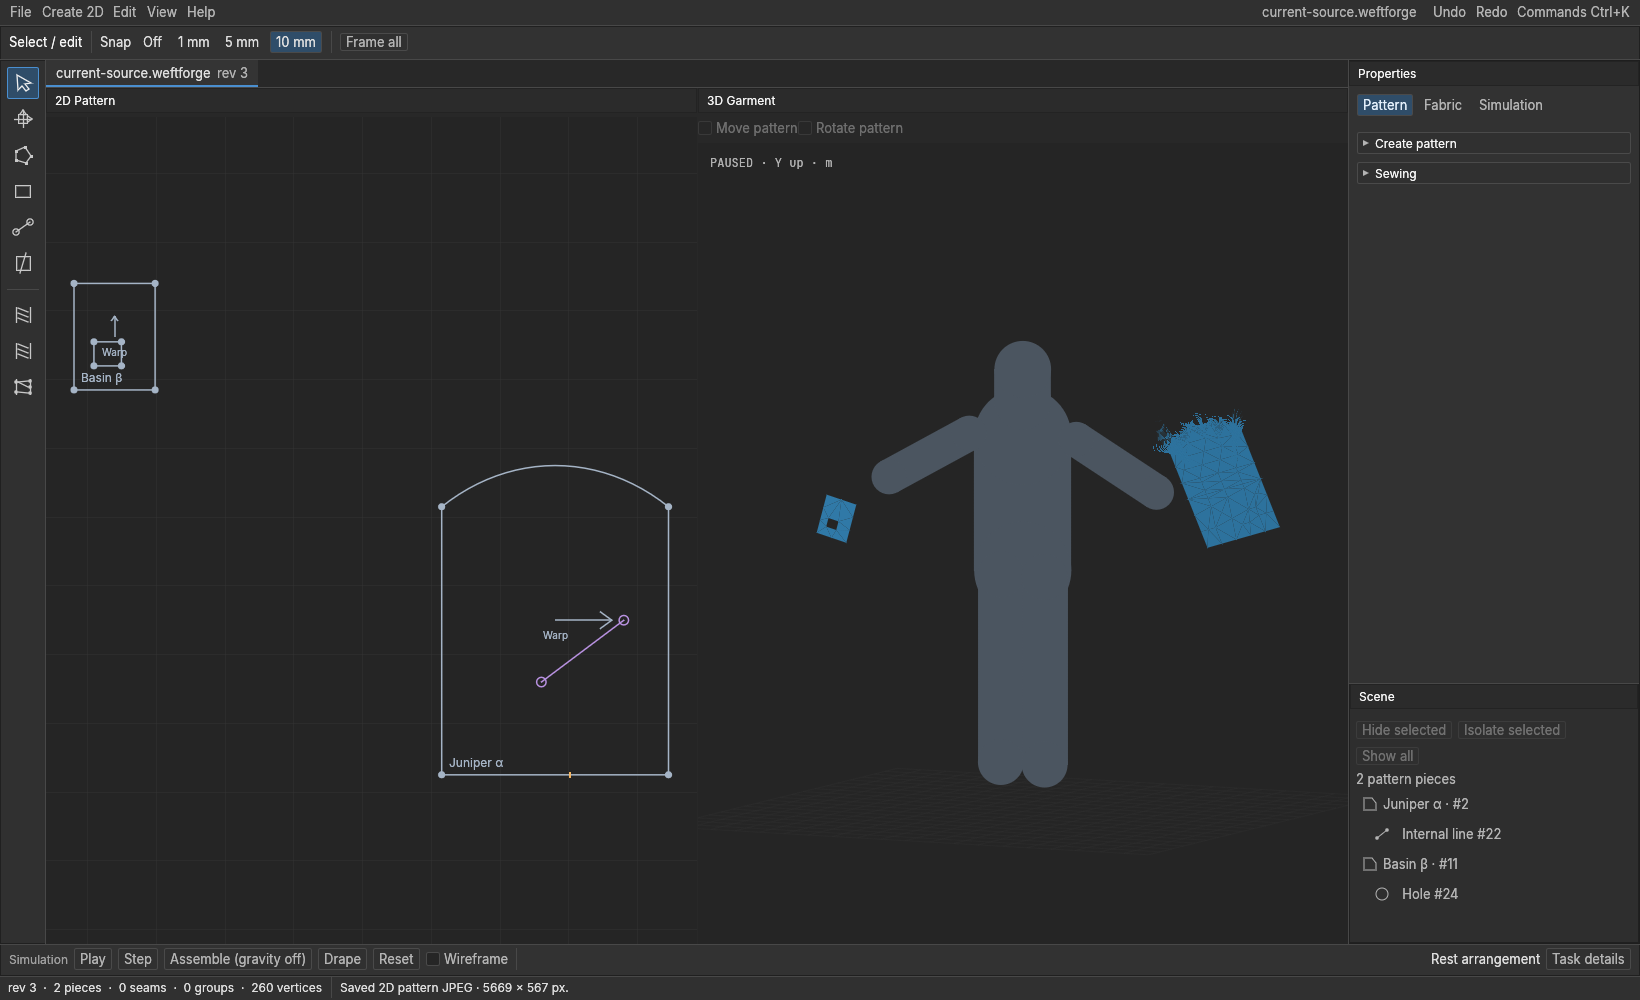 File Create 2D Edit View Help
current-source.weftforge Undo Redo Commands Ctrl+K
Select / edit Snap Off 1 mm 5 mm 10 mm Frame all
current-source.weftforge rev 3
2D Pattern
3D Garment
Move pattern Rotate pattern
PAUSED · Y up · m
Warp
Basin β
Warp
Juniper α
Properties
Pattern Fabric Simulation
Create pattern
Sewing
Scene
Hide selected Isolate selected
Show all
2 pattern pieces
Juniper α · #2
Internal line #22
Basin β · #11
Hole #24
Simulation Play Step Assemble (gravity off) Drape Reset Wireframe
Rest arrangement Task details
rev 3 · 2 pieces · 0 seams · 0 groups · 260 vertices Saved 2D pattern JPEG · 5669 × 567 px.